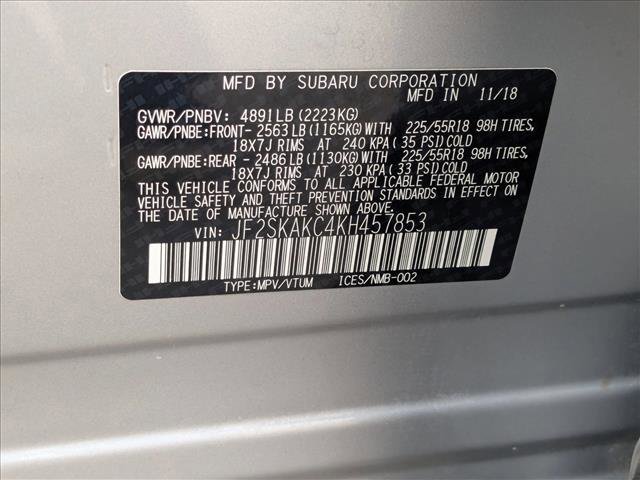 MFD BY SUBARU CORPORATION
MFD IN 11/18
GVWR/PNBV: 4891LB(2223KG)
GAWR/PNBE:FRONT-2563LB(1165KG)WITH 225/55R18 98H TIRES,
18X7J RIMS AT 240 KPA(35 PSI)COLD
GAWR/PNBE:REAR -2486LB(1130KG)WITH 225/55R18 98H TIRES,
18X7J RIMS AT 230 KPA(33 PSI)COLD
THIS VEHICLE CONFORMS TO ALL APPLICABLE FEDERAL MOTOR
VEHICLE SAFETY AND THEFT PREVENTION STANDARDS IN EFFECT ON
THE DATE OF MANUFACTURE SHOWN ABOVE.
VIN: JF2SKAKC4KH457853
TYPE:MPV/VTUM ICES/NMB-002